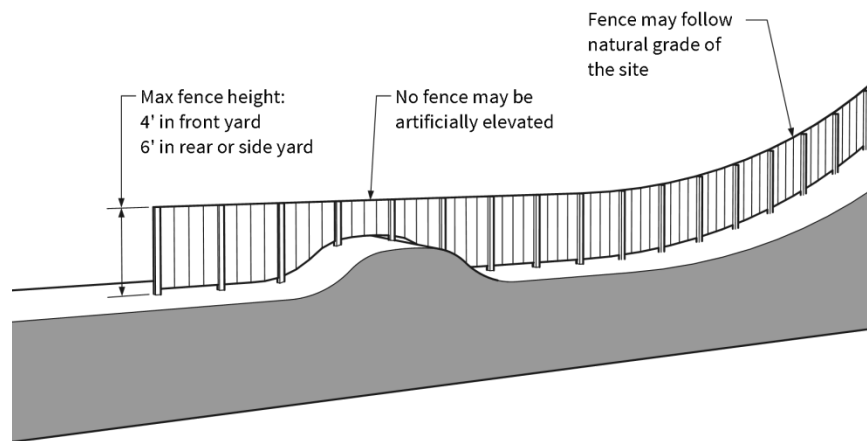 Fence may follow
natural grade of
the site
Max fence height:
4' in front yard
6' in rear or side yard
No fence may be
artificially elevated